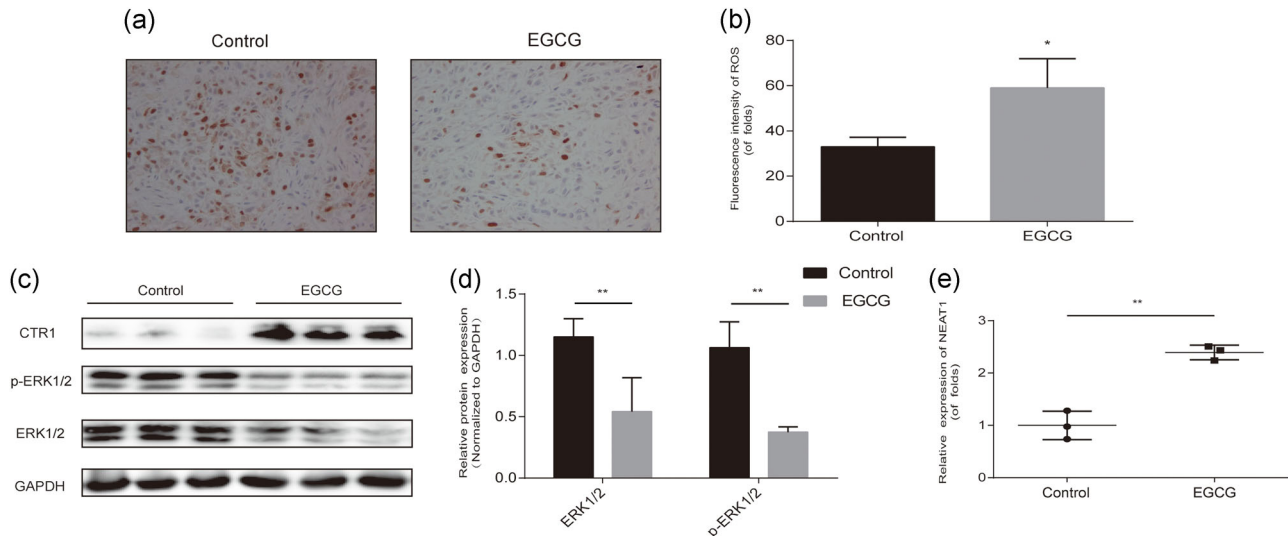 (a)
Control
EGCG
(b)
Fluorescence intensity of ROS
(of folds)
80
60
40
20
0
*
Control
EGCG
(c)
Control
EGCG
CTR1
p-ERK1/2
ERK1/2
GAPDH
(d)
Control
EGCG
Relative protein expression
(Normalized to GAPDH)
1.5
1.0
0.5
0.0
**
**
ERK1/2
p-ERK1/2
(e)
Relative expression of NEAT1
(of folds)
3
2
1
0
**
Control
EGCG